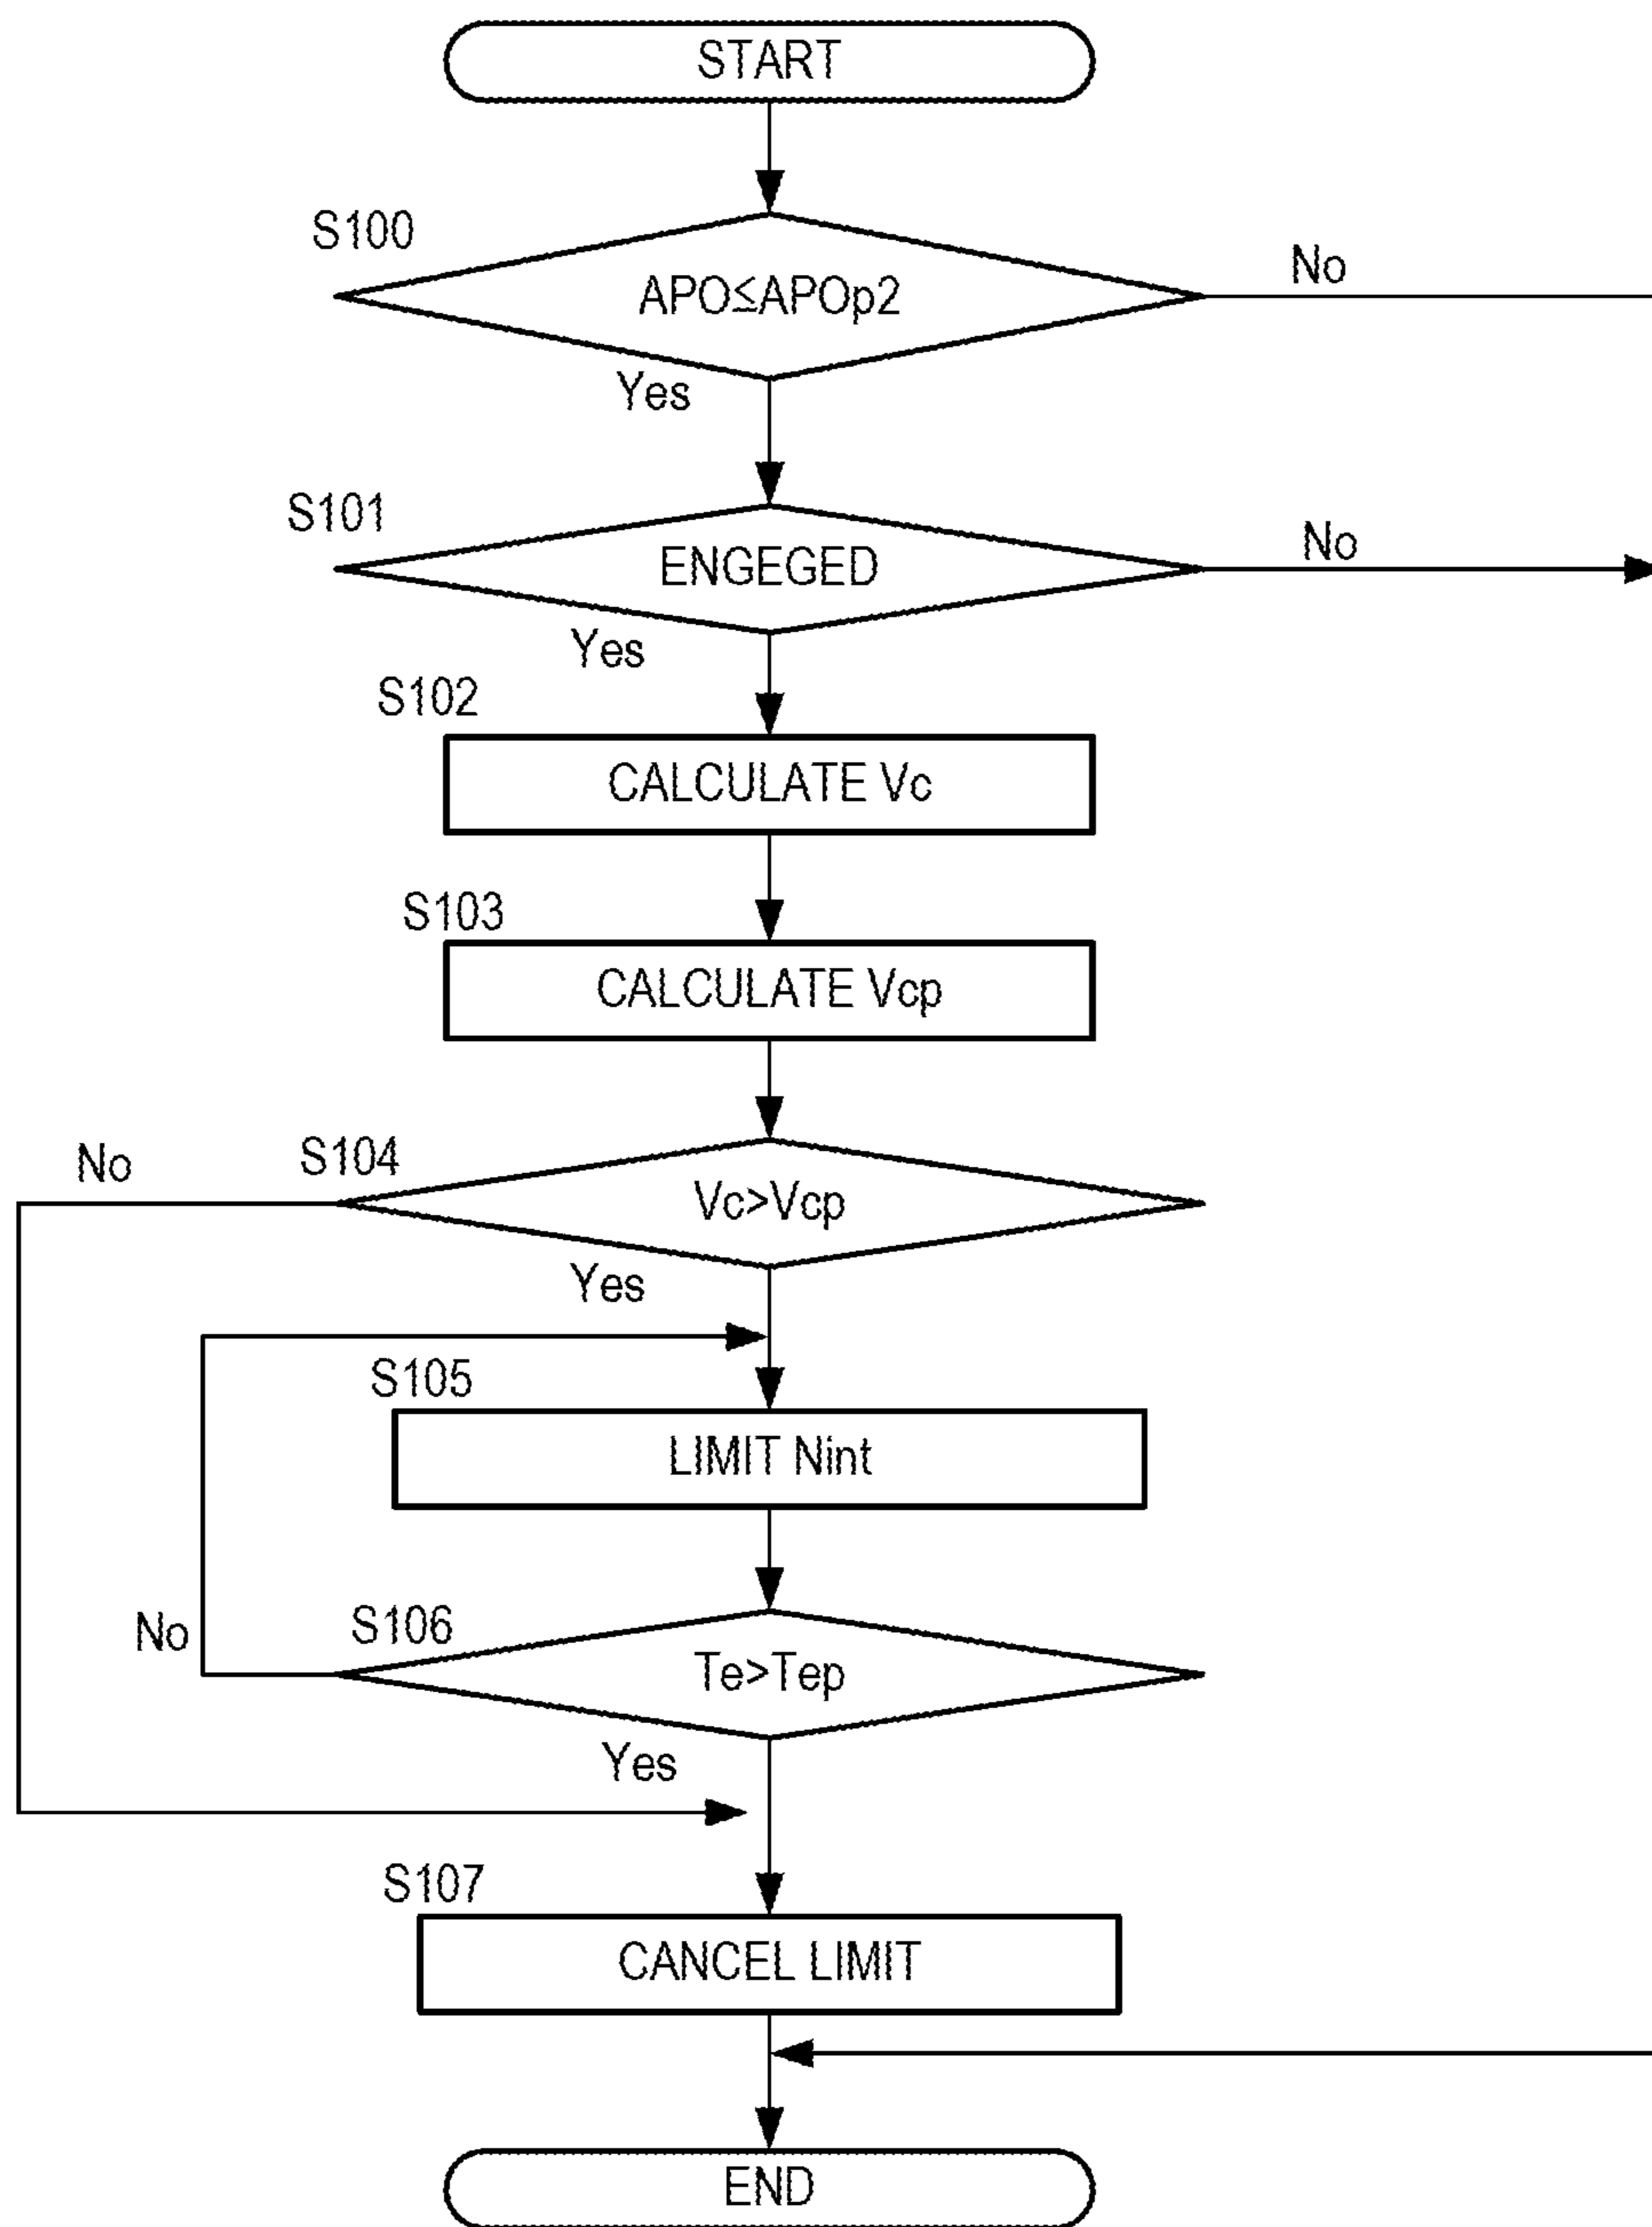 START
S100
APO≤APOp2
No
Yes
S101
ENGEGED
No
Yes
S102
CALCULATE Vc
S103
CALCULATE Vcp
No
S104
Vc>Vcp
Yes
S105
LIMIT Nint
No
S106
Te>Tep
Yes
S107
CANCEL LIMIT
END